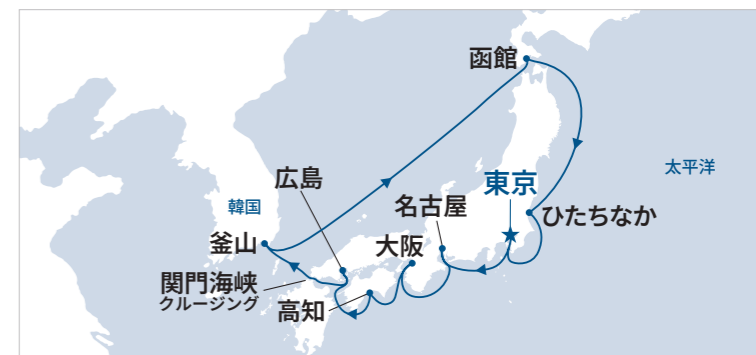 函館
太平洋
広島
東京
韓国
名古屋
ひたちなか
釜山
大阪
関門海峡
クルージング
高知